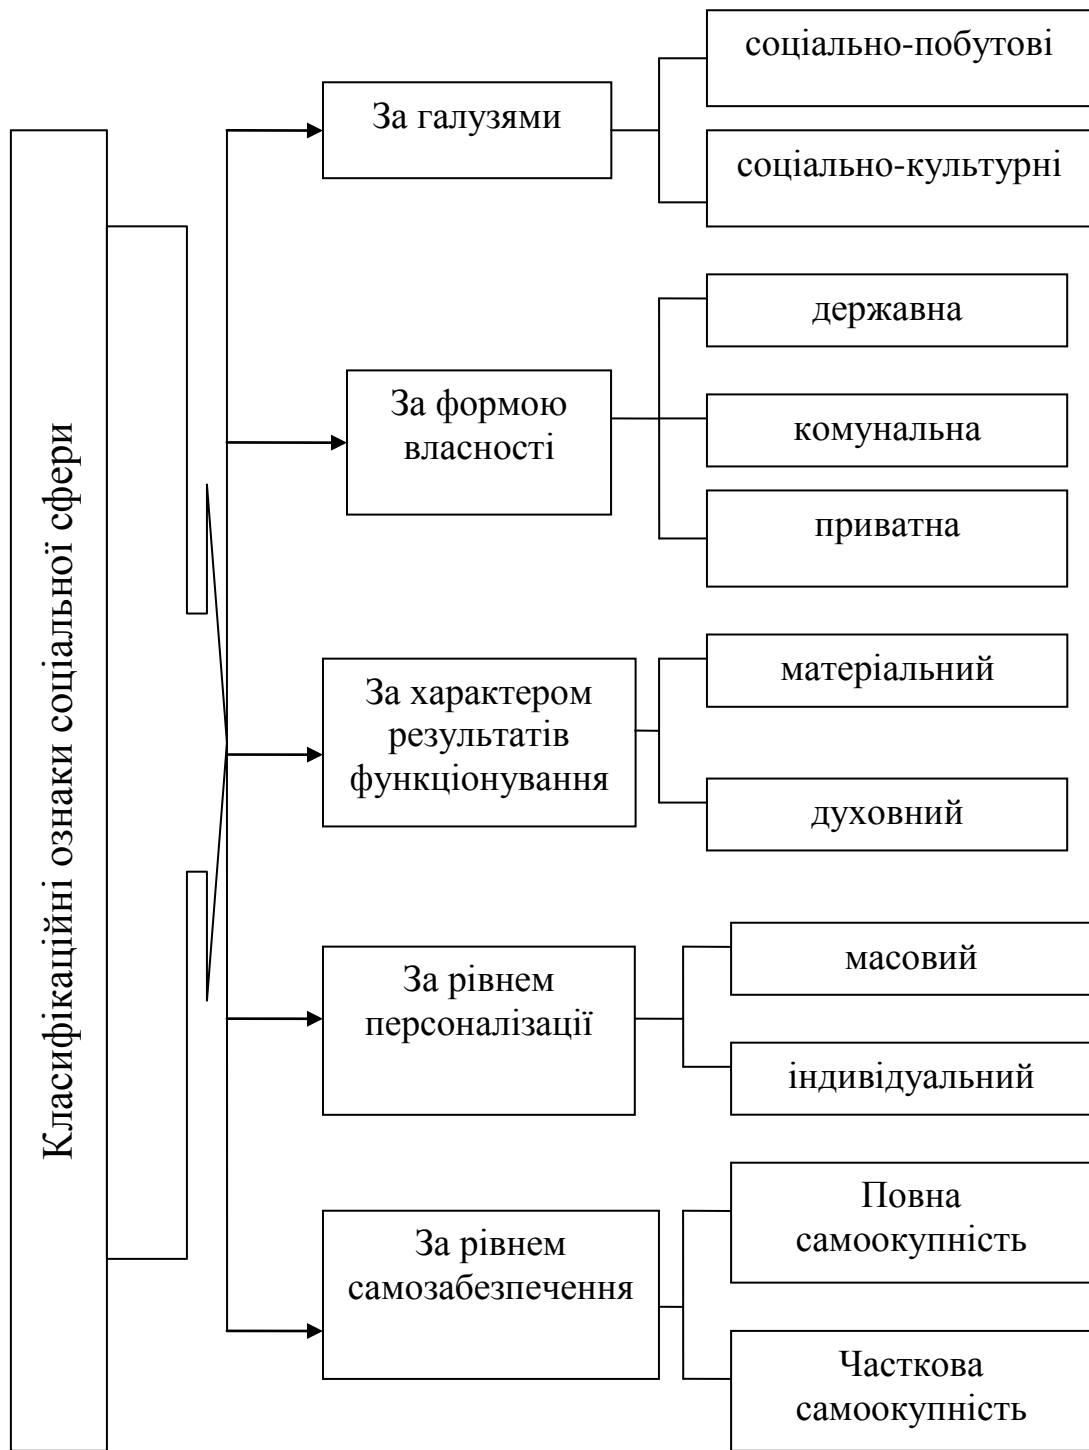 Класифікаційні ознаки соціальної сфери
За галузями
соціально-побутові
соціально-культурні
За формою
власності
державна
комунальна
приватна
За характером
результатів
функціонування
матеріальний
духовний
За рівнем
персоналізації
масовий
індивідуальний
За рівнем
самозабезпечення
Повна
самоокупність
Часткова
самоокупність